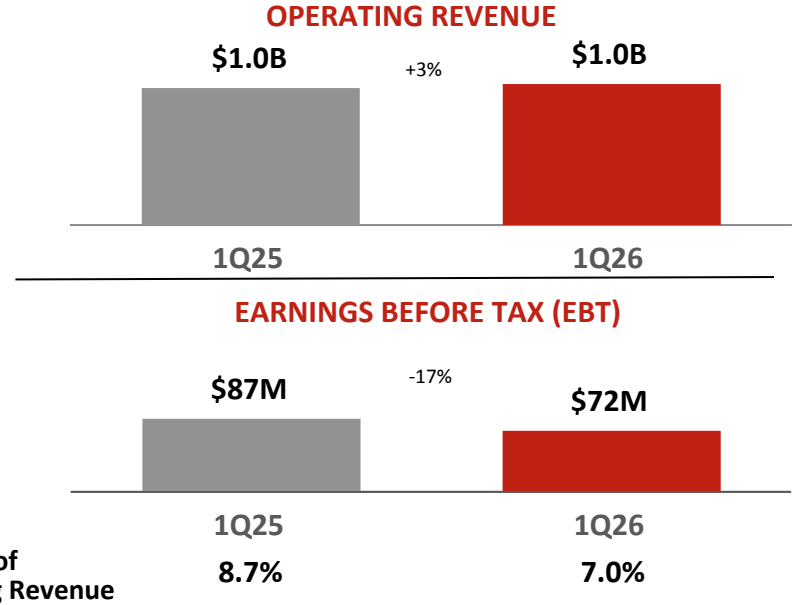 OPERATING REVENUE
$1.0B
+3%
$1.0B
1Q25
1Q26
EARNINGS BEFORE TAX (EBT)
$87M
-17%
$72M
1Q25
1Q26
of
Revenue
8.7%
7.0%